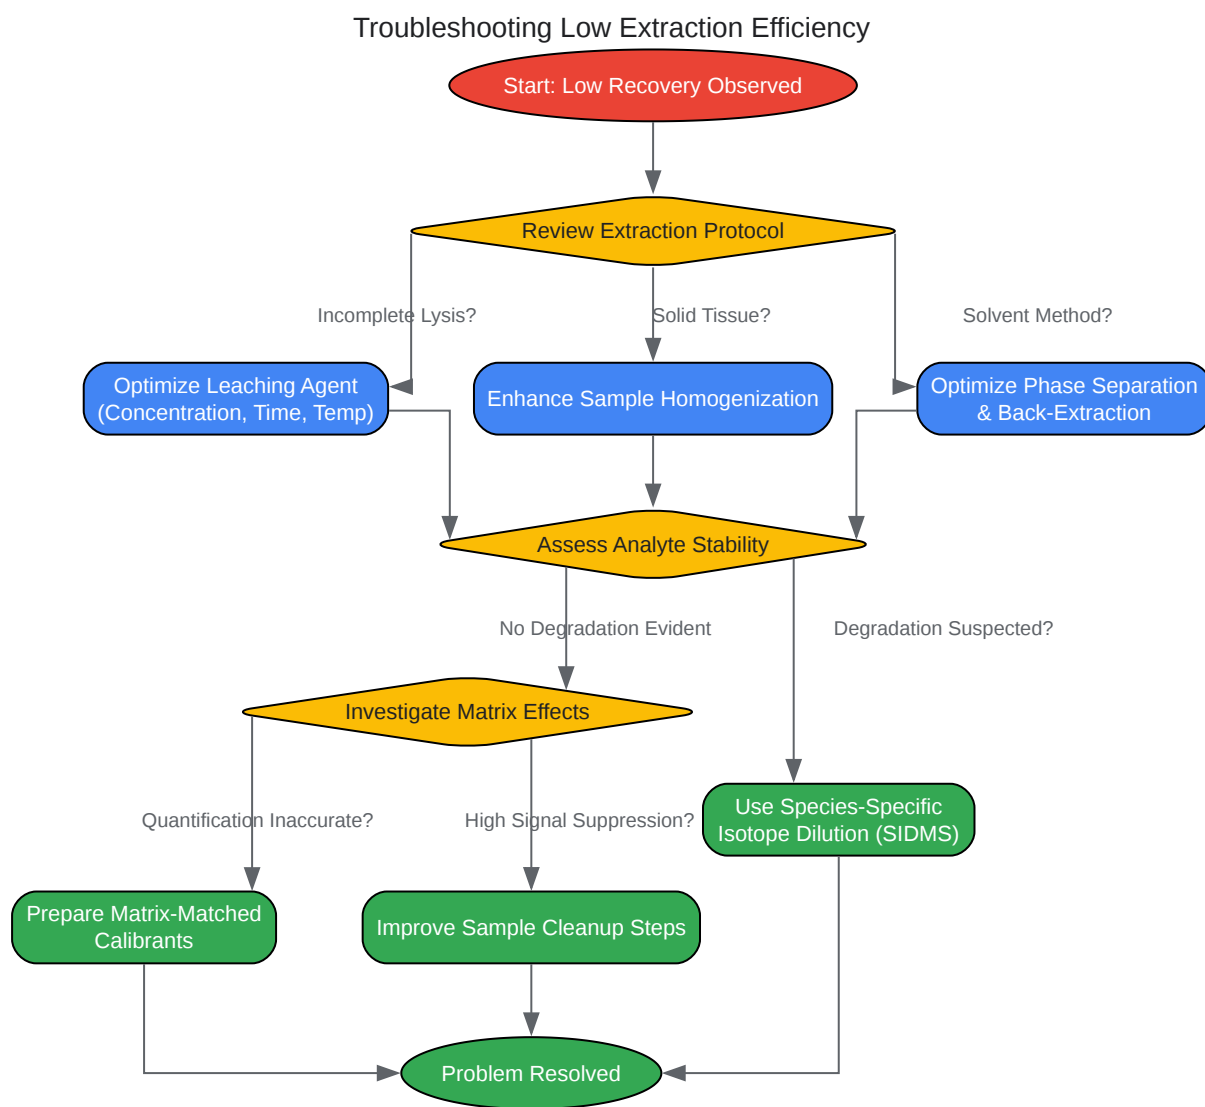 Troubleshooting Low Extraction Efficiency
Start: Low Recovery Observed
Review Extraction Protocol
Incomplete Lysis?
Solid Tissue?
Solvent Method?
Optimize Leaching Agent
(Concentration, Time, Temp)
Enhance Sample Homogenization
Optimize Phase Separation
& Back-Extraction
Assess Analyte Stability
No Degradation Evident
Degradation Suspected?
Investigate Matrix Effects
Quantification Inaccurate?
High Signal Suppression?
Use Species-Specific
Isotope Dilution (SIDMS)
Prepare Matrix-Matched
Calibrants
Improve Sample Cleanup Steps
Problem Resolved